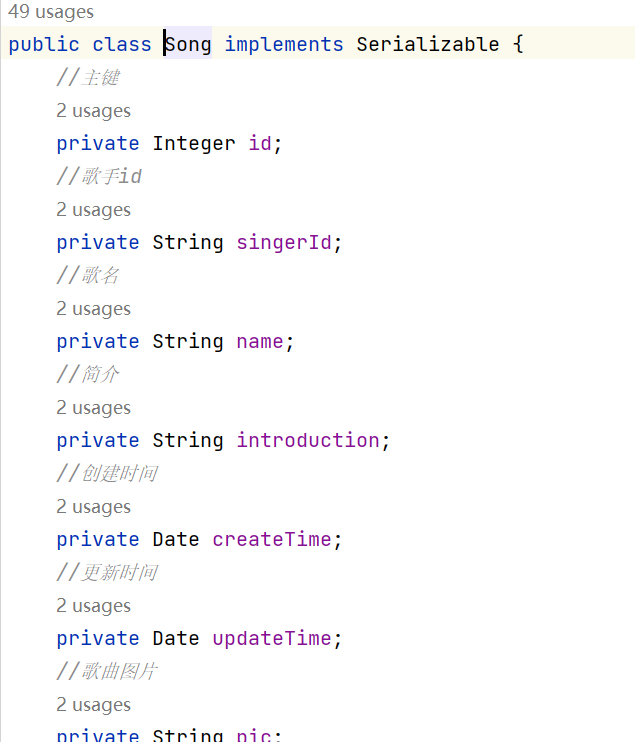 49 usages
public class Song implements Serializable {
//主键
2 usages
private Integer id;
//歌手id
2 usages
private String singerId;
//歌名
2 usages
private String name;
//简介
2 usages
private String introduction;
//创建时间
2 usages
private Date createTime;
//更新时间
2 usages
private Date updateTime;
//歌曲图片
2 usages
private String pic;